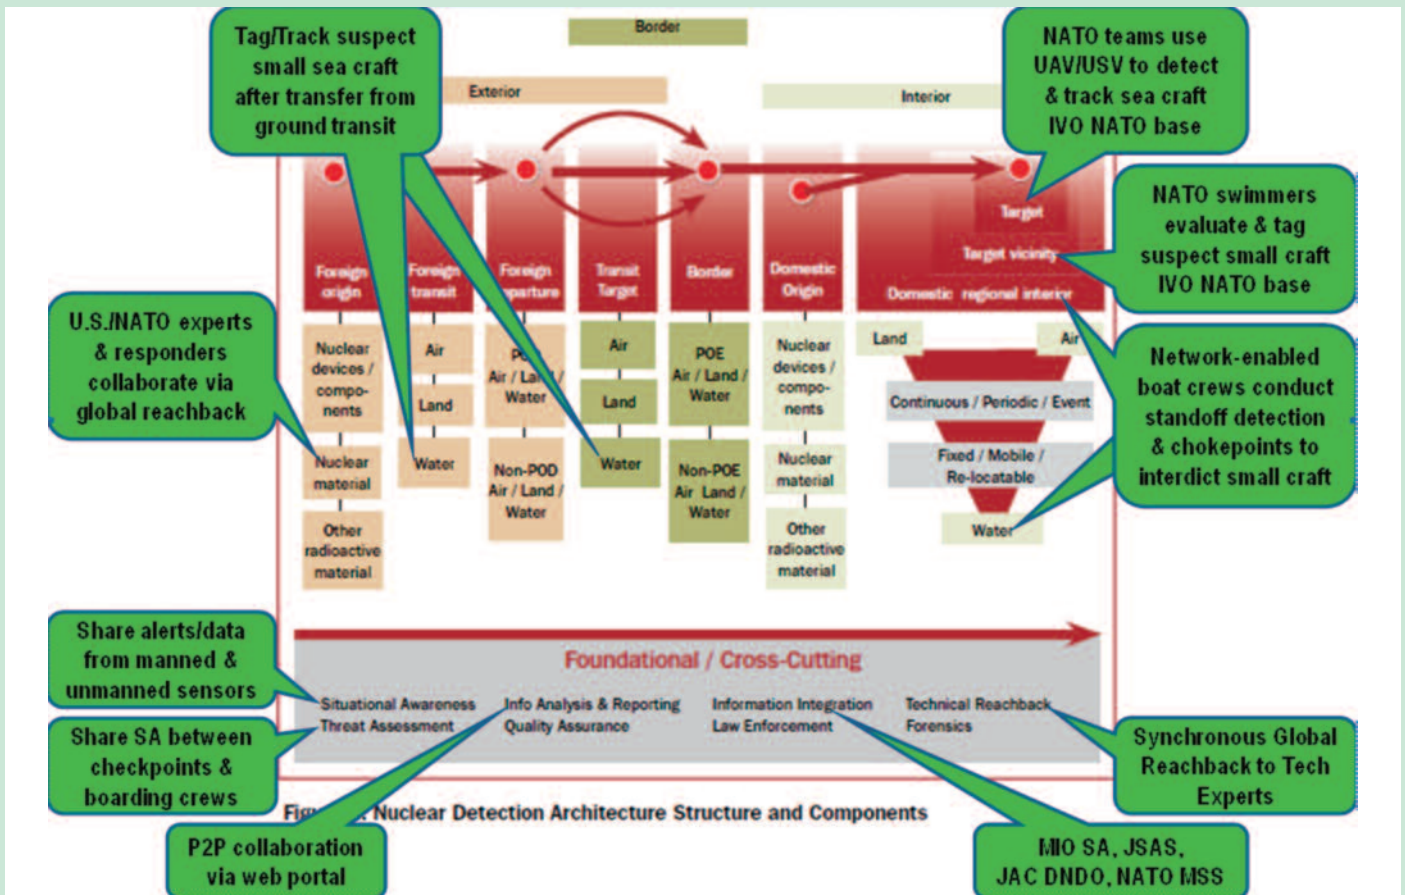 Tag/Track suspect
small sea craft
after transfer from
ground transit
Border
Exterior
Interior
NATO teams use
UAV/USV to detect
& track sea craft
IVO NATO base
NATO swimmers
evaluate & tag
suspect small craft
IVO NATO base
Network-enabled
boat crews conduct
standoff detection
& chokepoints to
interdict small craft
U.S./NATO experts
& responders
collaborate via
global reachback
Foreign
origin
Foreign
transit
Foreign
Transit
Target
Border
Domestic
Origin
Target
Target vicinity
Domestic regional interior
Nuclear
devices /
compo-
nents
Nuclear
material
Other
radioactive
material
Air
Land
Water
Air / Land /
Water
Non-POD
Air / Land /
Water
Air
Land
Water
POE
Air / Land /
Water
Non-POE
Air Land /
Water
Nuclear
devices /
compo-
nents
Nuclear
material
Other
radioactive
material
Land
Air
Continuous / Periodic / Event
Fixed / Mobile /
Re-locatable
Water
Foundational / Cross-Cutting
Situational Awareness
Threat Assessment
Info Analysis & Reporting
Quality Assurance
Information Integration
Law Enforcement
Technical Reachback
Forensics
Share alerts/data
from manned &
unmanned sensors
Share SA between
checkpoints &
boarding crews
P2P collaboration
via web portal
MIO SA, JSAS,
JAC DNDO, NATO MSS
Synchronous Global
Reachback to Tech
Experts
Nuclear Detection Architecture Structure and Components